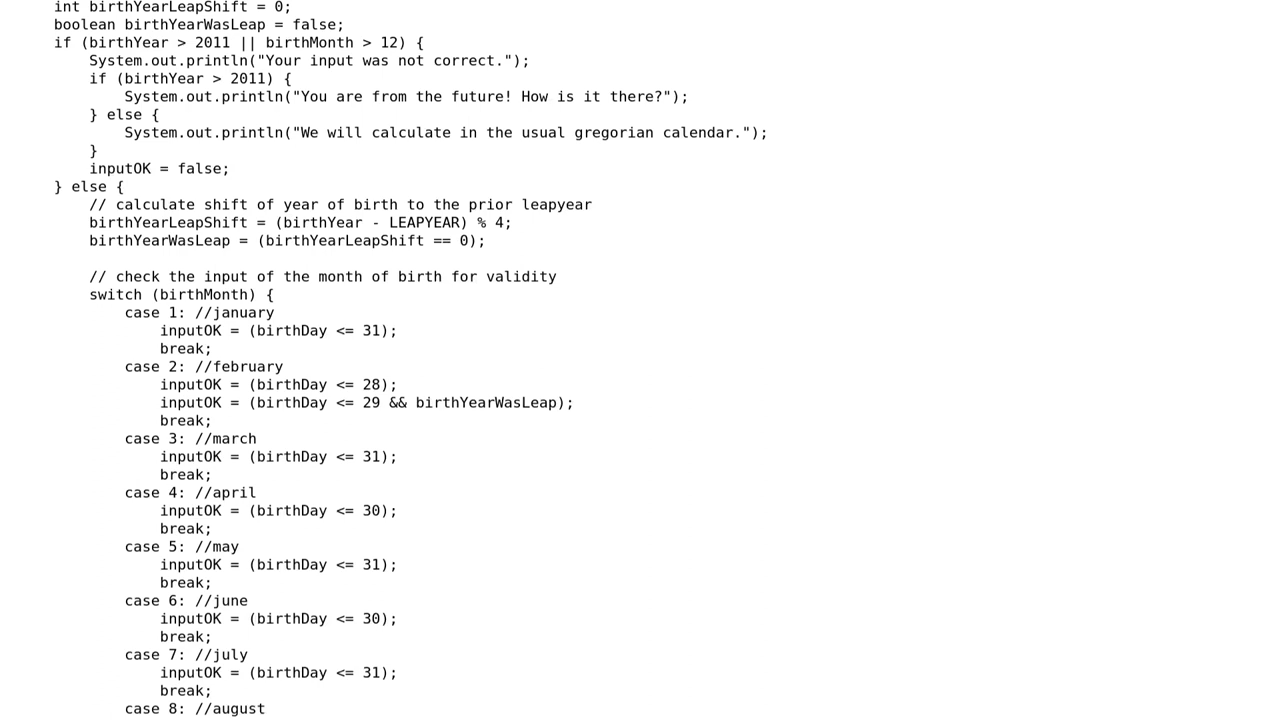 int birthYearLeapShift = 0;
boolean birthYearWasLeap = false;
if (birthYear > 2011 || birthMonth > 12) {
    System.out.println("Your input was not correct.");
    if (birthYear > 2011) {
        System.out.println("You are from the future! How is it there?");
    } else {
        System.out.println("We will calculate in the usual gregorian calendar.");
    }
    inputOK = false;
} else {
    // calculate shift of year of birth to the prior leapyear
    birthYearLeapShift = (birthYear - LEAPYEAR) % 4;
    birthYearWasLeap = (birthYearLeapShift == 0);

    // check the input of the month of birth for validity
    switch (birthMonth) {
        case 1: //january
            inputOK = (birthDay <= 31);
            break;
        case 2: //february
            inputOK = (birthDay <= 28);
            inputOK = (birthDay <= 29 && birthYearWasLeap);
            break;
        case 3: //march
            inputOK = (birthDay <= 31);
            break;
        case 4: //april
            inputOK = (birthDay <= 30);
            break;
        case 5: //may
            inputOK = (birthDay <= 31);
            break;
        case 6: //june
            inputOK = (birthDay <= 30);
            break;
        case 7: //july
            inputOK = (birthDay <= 31);
            break;
        case 8: //august